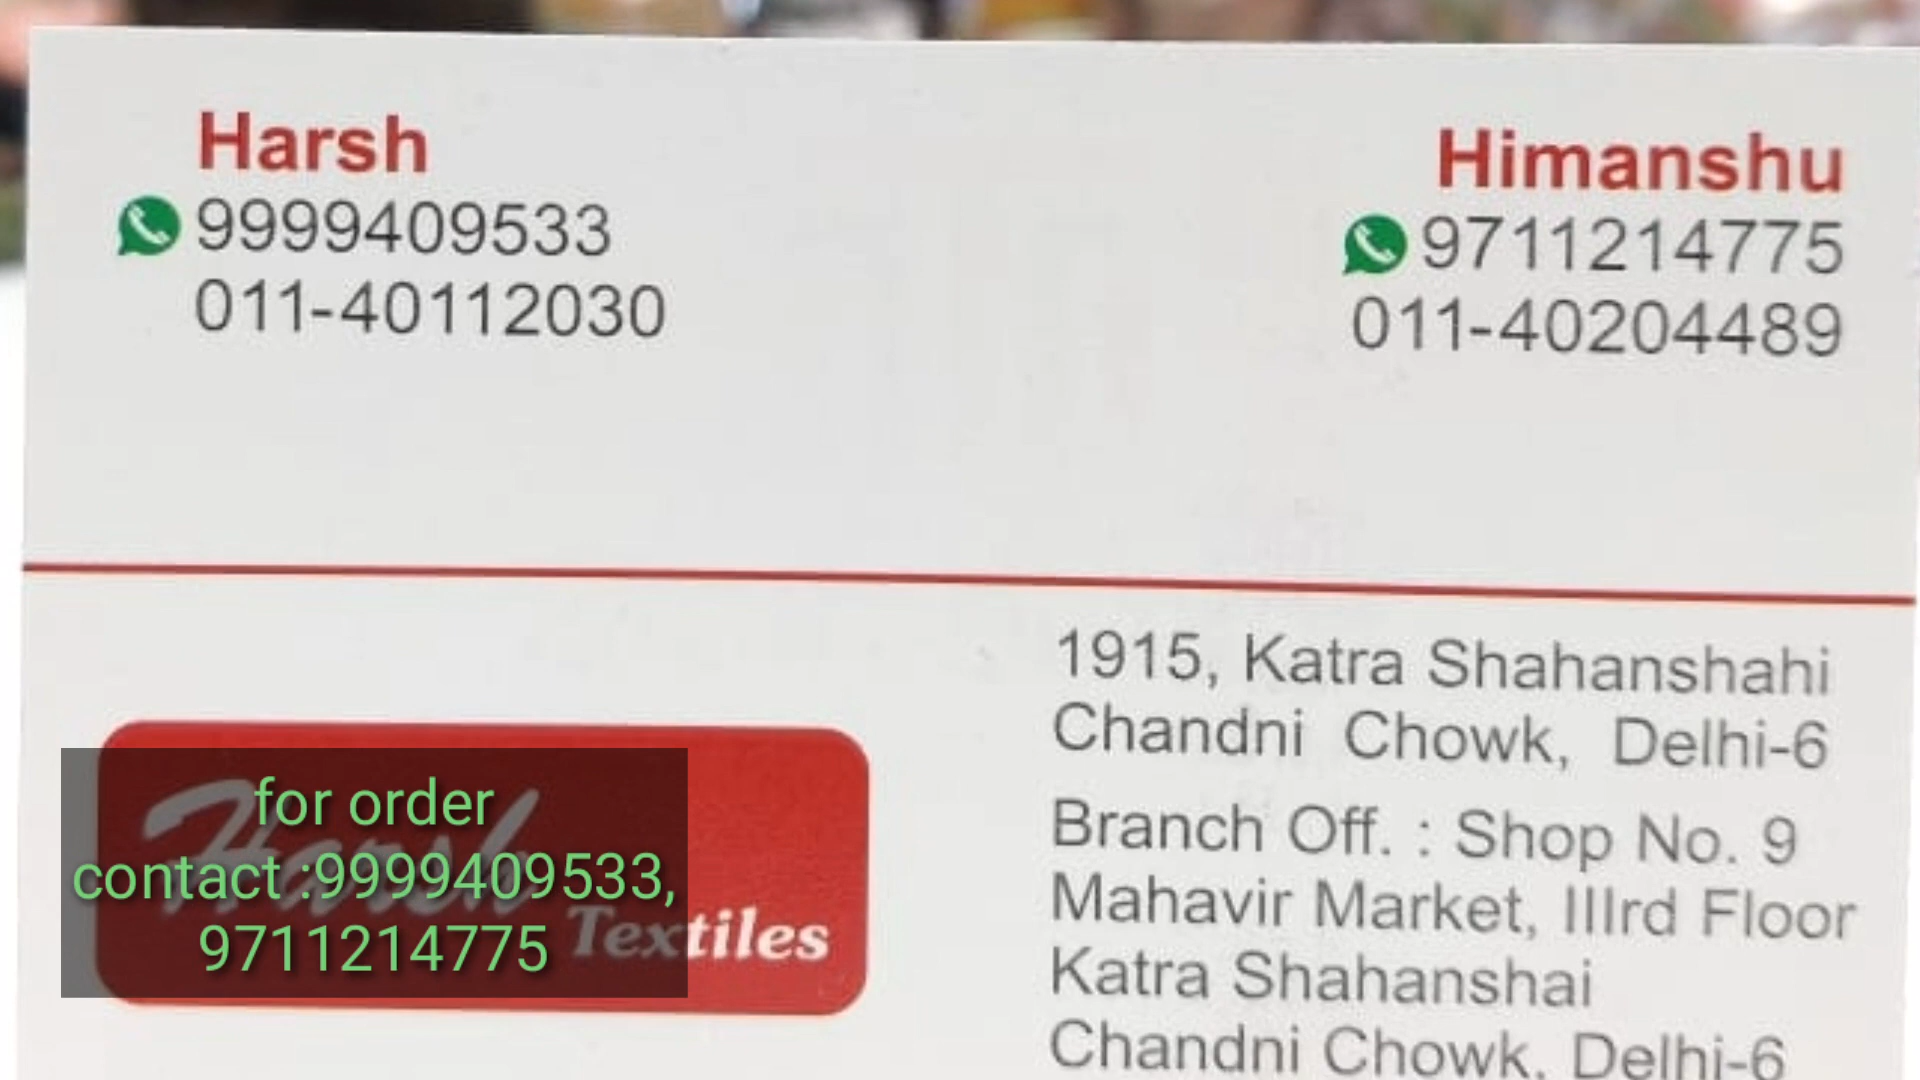 Harsh
9999409533
011-40112030
Himanshu
9711214775
011-40204489
1915, Katra Shahanshahi
Chandni Chowk, Delhi-6
Branch Off. : Shop No. 9
Mahavir Market, IIIrd Floor
Katra Shahanshai
Chandni Chowk, Delhi-6
Harsh
Textiles
for order
contact :9999409533,
9711214775